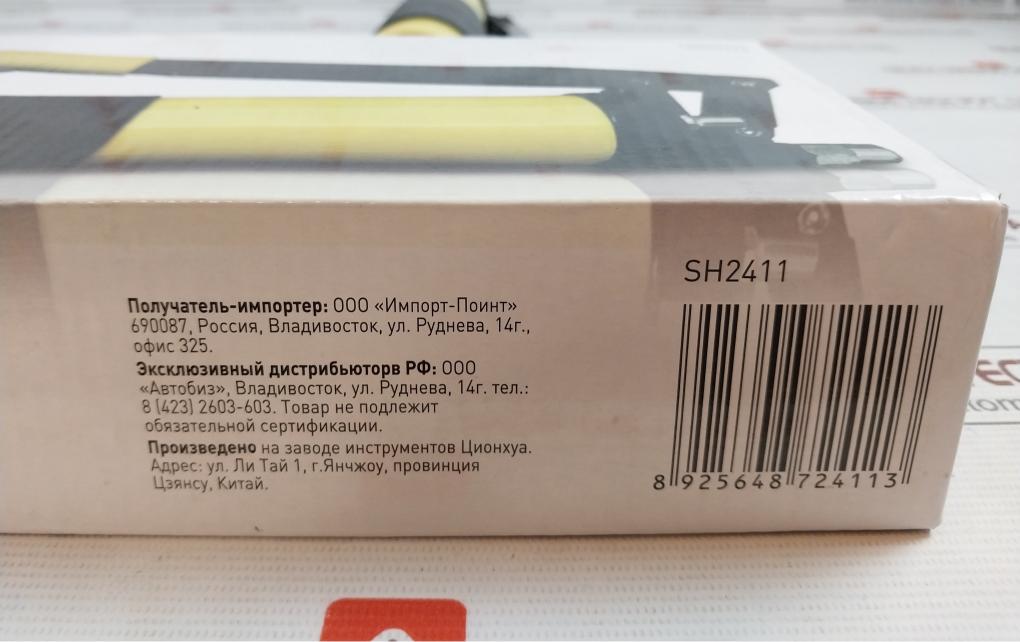 SH2411
Получатель-импортер: ООО «Импорт-Поинт»
690087, Россия, Владивосток, ул. Руднева, 14г.,
офис 325.
Эксклюзивный дистрибьюторв РФ: ООО
«Автобиз», Владивосток, ул. Руднева, 14г. тел.:
8 (423) 2603-603. Товар не подлежит
обязательной сертификации.
Произведено на заводе инструментов Ционхуа.
Адрес: ул. Ли Тай 1, г.Янчжоу, провинция
Цзянсу, Китай.
8 925648 724113